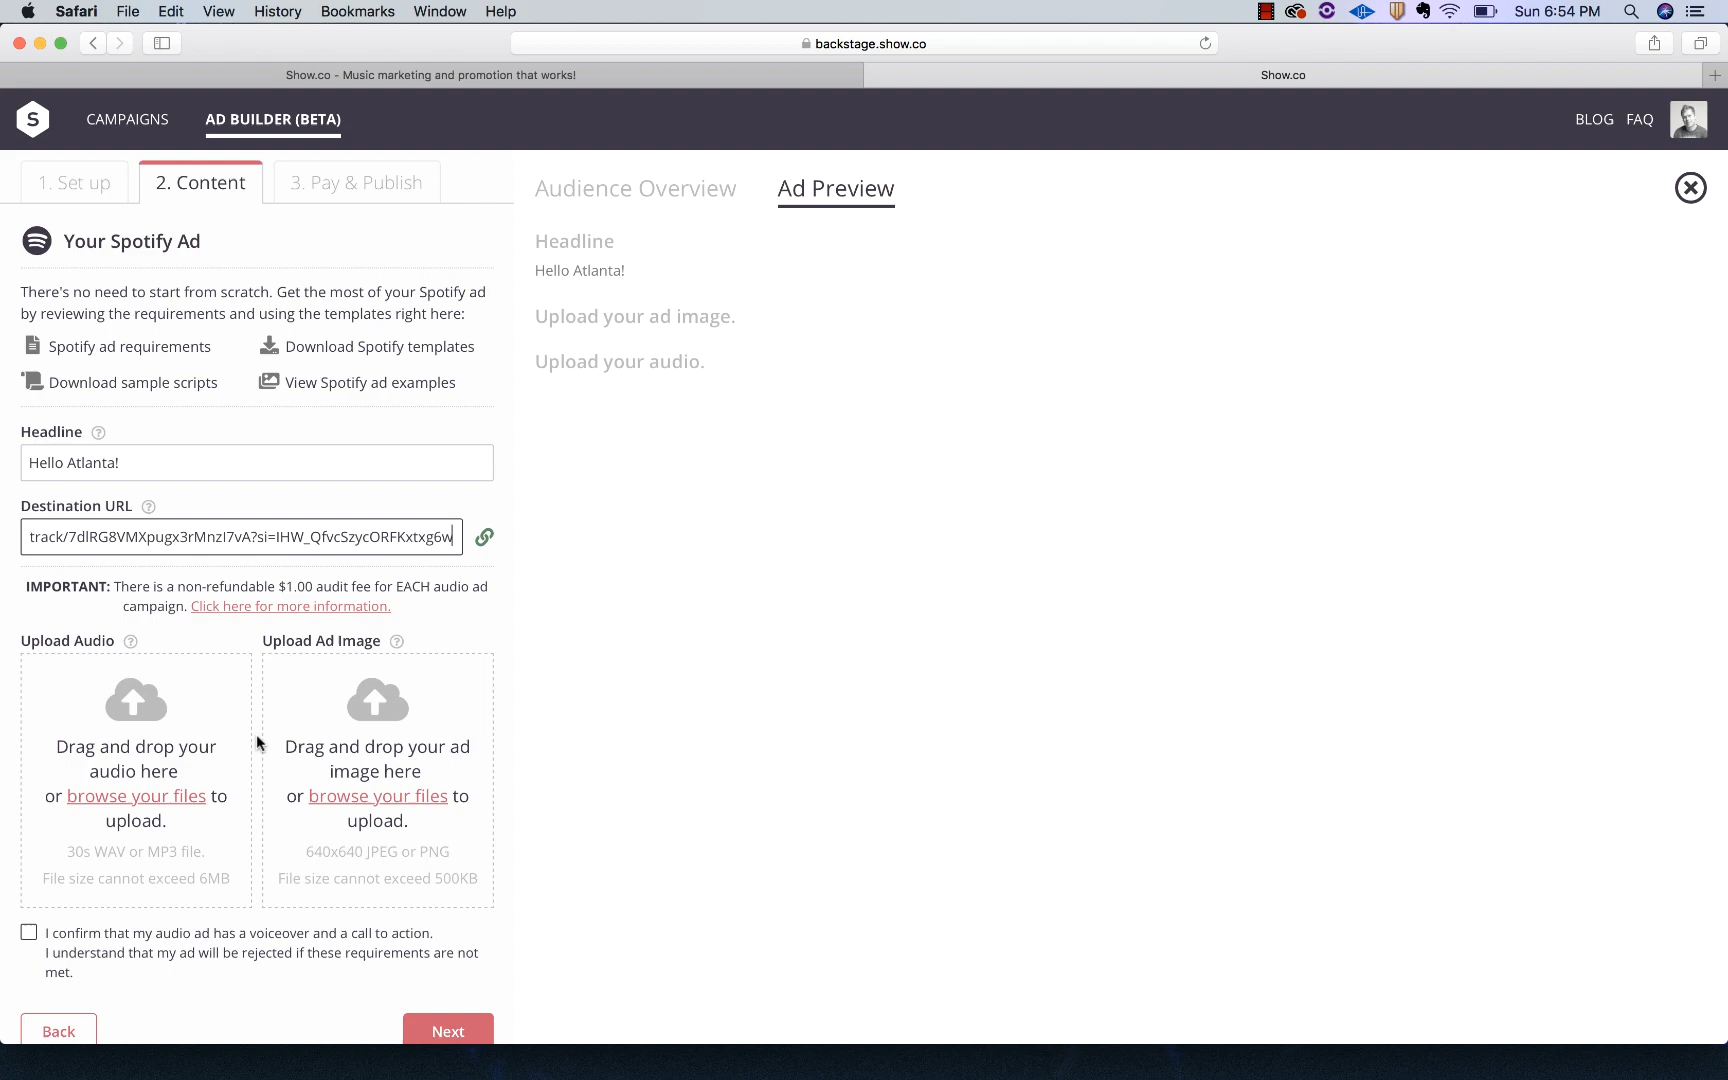 Safari File Edit View History Bookmarks Window Help Sun 6:54 PM
backstage.show.co
Show.co - Music marketing and promotion that works! Show.co
S CAMPAIGNS AD BUILDER (BETA) BLOG FAQ
1. Set up 2. Content 3. Pay & Publish
Audience Overview Ad Preview
Your Spotify Ad
There's no need to start from scratch. Get the most of your Spotify ad
by reviewing the requirements and using the templates right here:
Spotify ad requirements Download Spotify templates
Download sample scripts View Spotify ad examples
Headline ?
Hello Atlanta!
Destination URL ?
track/7dlRG8VMXpugx3rMnzI7vA?si=IHW_QfvcSzycORFKxtxg6w
IMPORTANT: There is a non-refundable $1.00 audit fee for EACH audio ad
campaign. Click here for more information.
Upload Audio ? Upload Ad Image ?
Drag and drop your
audio here
or browse your files to
upload.
30s WAV or MP3 file.
File size cannot exceed 6MB
Drag and drop your ad
image here
or browse your files to
upload.
640x640 JPEG or PNG
File size cannot exceed 500KB
I confirm that my audio ad has a voiceover and a call to action.
I understand that my ad will be rejected if these requirements are not
met.
Back Next
Headline
Hello Atlanta!
Upload your ad image.
Upload your audio.